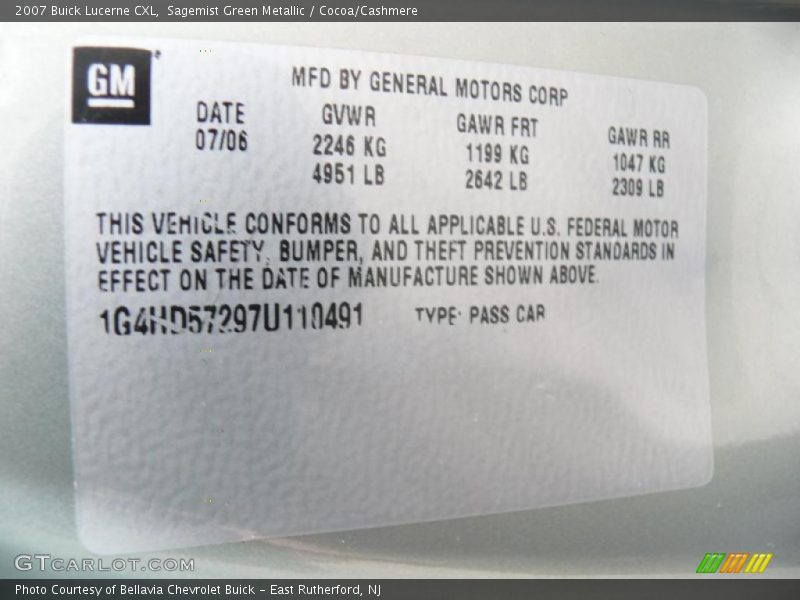 2007 Buick Lucerne CXL, Sagemist Green Metallic / Cocoa/Cashmere
GM
MFD BY GENERAL MOTORS CORP
DATE GVWR GAWR FRT GAWR RR
07/06 2246 KG 1199 KG 1047 KG
4951 LB 2642 LB 2309 LB
THIS VEHICLE CONFORMS TO ALL APPLICABLE U.S. FEDERAL MOTOR
VEHICLE SAFETY, BUMPER, AND THEFT PREVENTION STANDARDS IN
EFFECT ON THE DATE OF MANUFACTURE SHOWN ABOVE.
1G4HD57297U110491 TYPE: PASS CAR
GTCARLOT.COM
Photo Courtesy of Bellavia Chevrolet Buick - East Rutherford, NJ